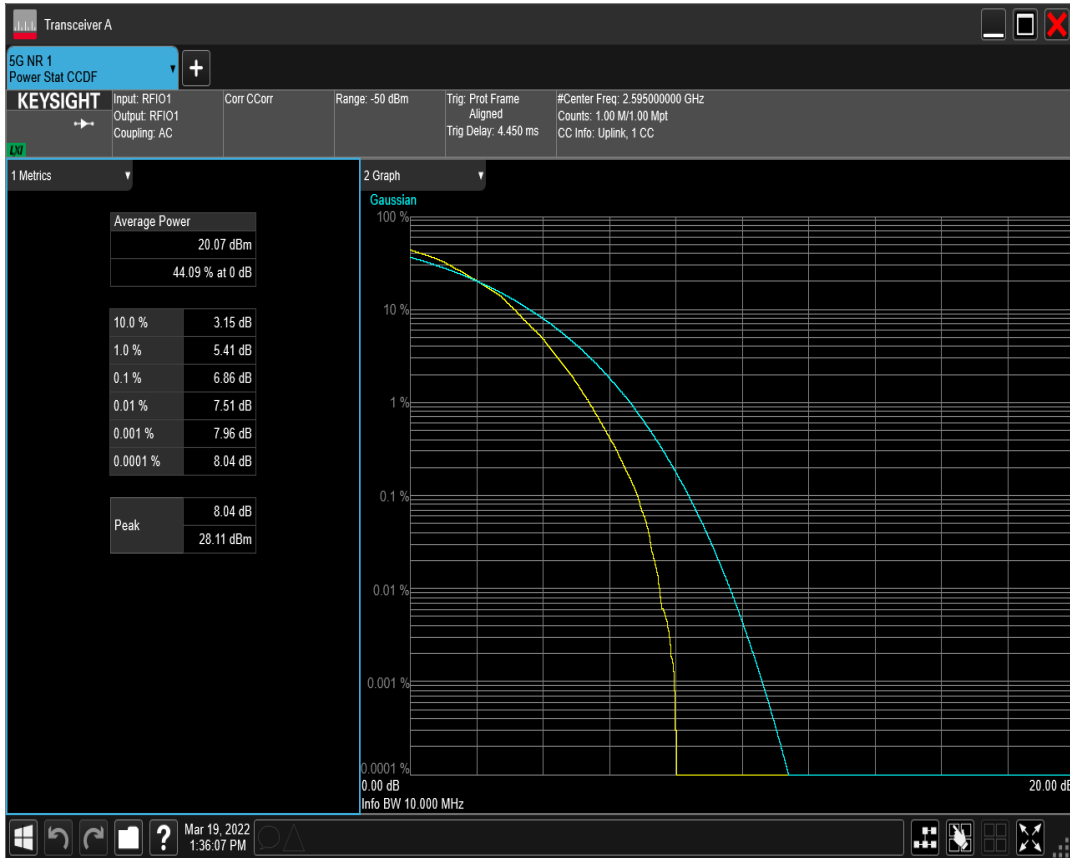 Transceiver A
5G NR 1
Power Stat CCDF
+
KEYSIGHT
LXI
Input: RFIO1
Output: RFIO1
Coupling: AC
Corr CCorr
Range: -50 dBm
Trig: Prot Frame
Aligned
Trig Delay: 4.450 ms
#Center Freq: 2.595000000 GHz
Counts: 1.00 M/1.00 Mpt
CC Info: Uplink, 1 CC
1 Metrics
Average Power
20.07 dBm
44.09 % at 0 dB
10.0 % 3.15 dB
1.0 % 5.41 dB
0.1 % 6.86 dB
0.01 % 7.51 dB
0.001 % 7.96 dB
0.0001 % 8.04 dB
Peak 8.04 dB
28.11 dBm
2 Graph
Gaussian
100 %
10 %
1 %
0.1 %
0.01 %
0.001 %
0.0001 %
0.00 dB 20.00 dB
Info BW 10.000 MHz
?
Mar 19, 2022
1:36:07 PM